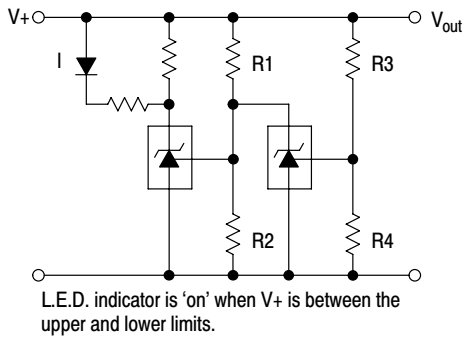 V+
Vout
I
R1
R3
R2
R4
L.E.D. indicator is ‘on’ when V+ is between the
upper and lower limits.